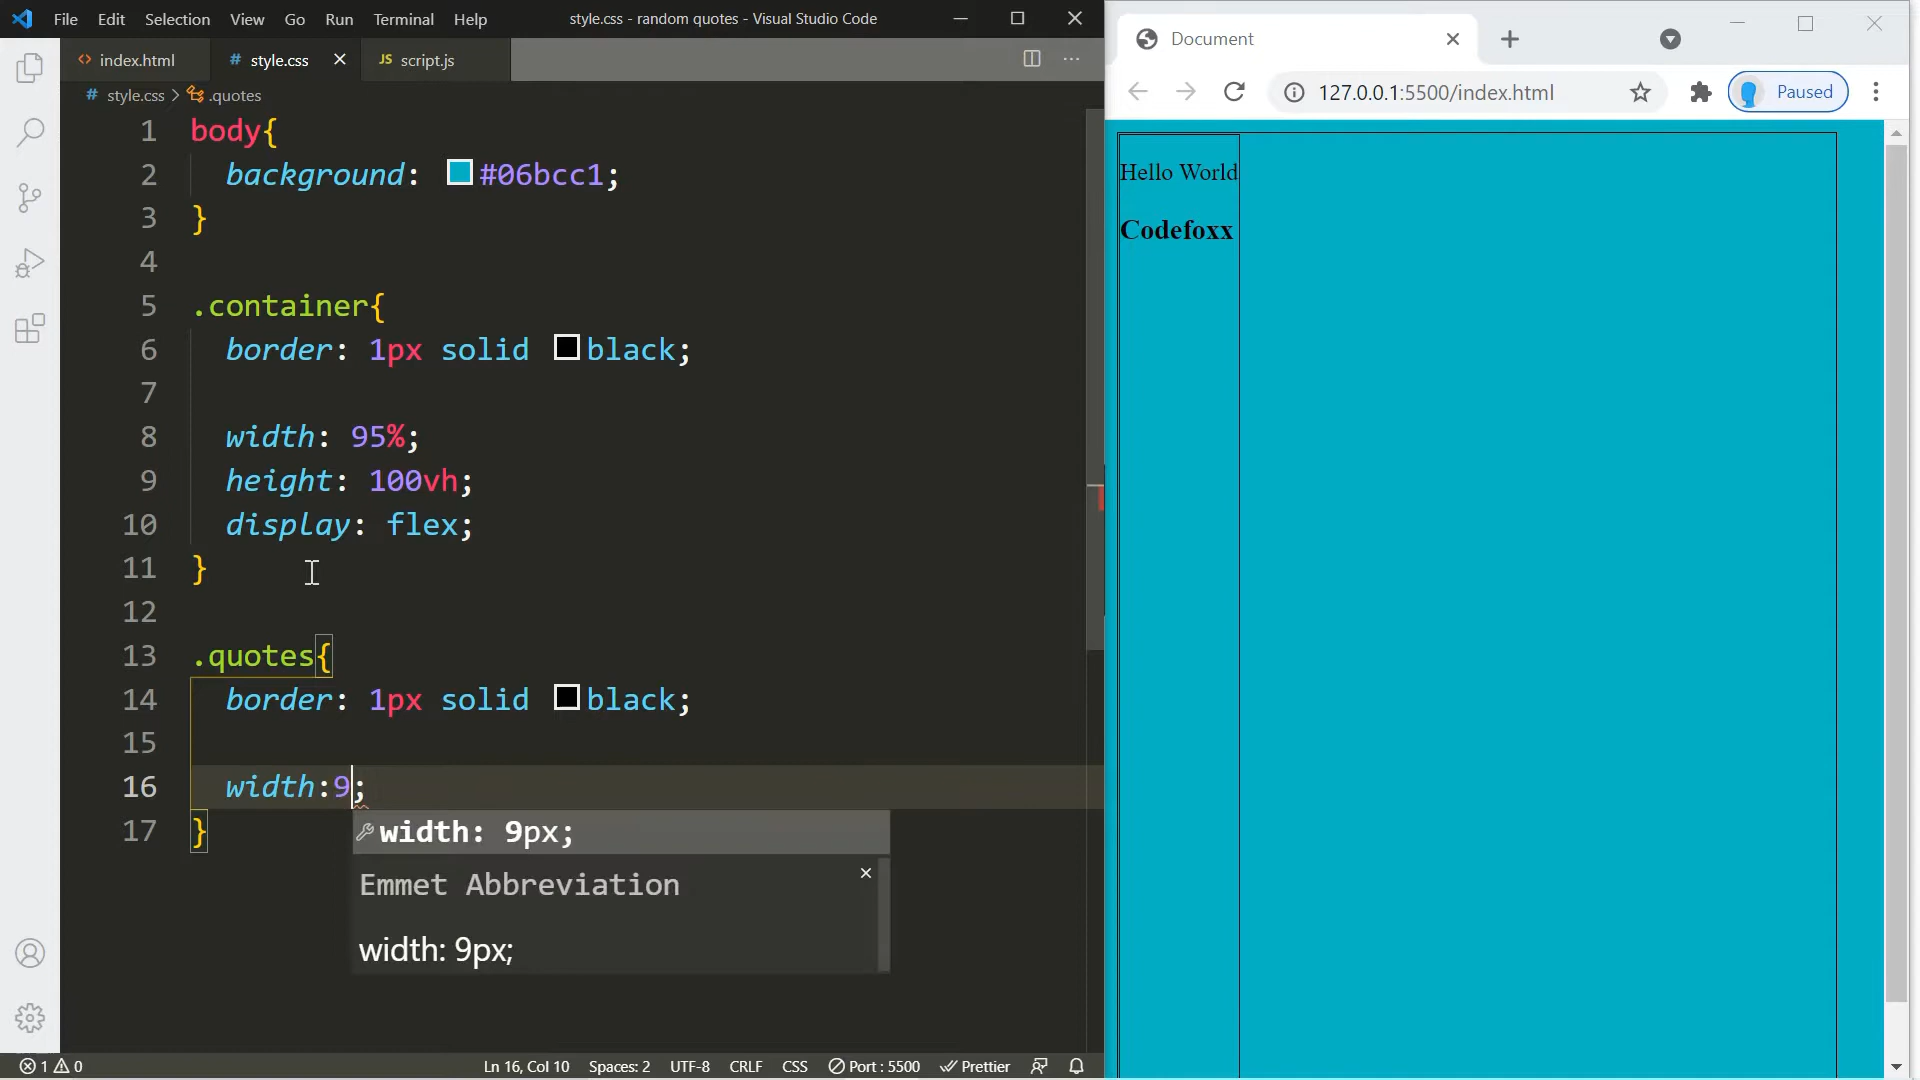 File Edit Selection View Go Run Terminal Help style.css - random quotes - Visual Studio Code
index.html # style.css JS script.js
# style.css > .quotes
1 body{
2 background: #06bcc1;
3 }
4
5 .container{
6 border: 1px solid black;
7
8 width: 95%;
9 height: 100vh;
10 display: flex;
11 }
12
13 .quotes{
14 border: 1px solid black;
15
16 width:9;
17 }
width: 9px;
Emmet Abbreviation
width: 9px;
1 0 Ln 16, Col 10 Spaces: 2 UTF-8 CRLF CSS Port : 5500 Prettier
Document
127.0.0.1:5500/index.html Paused
Hello World
Codefoxx